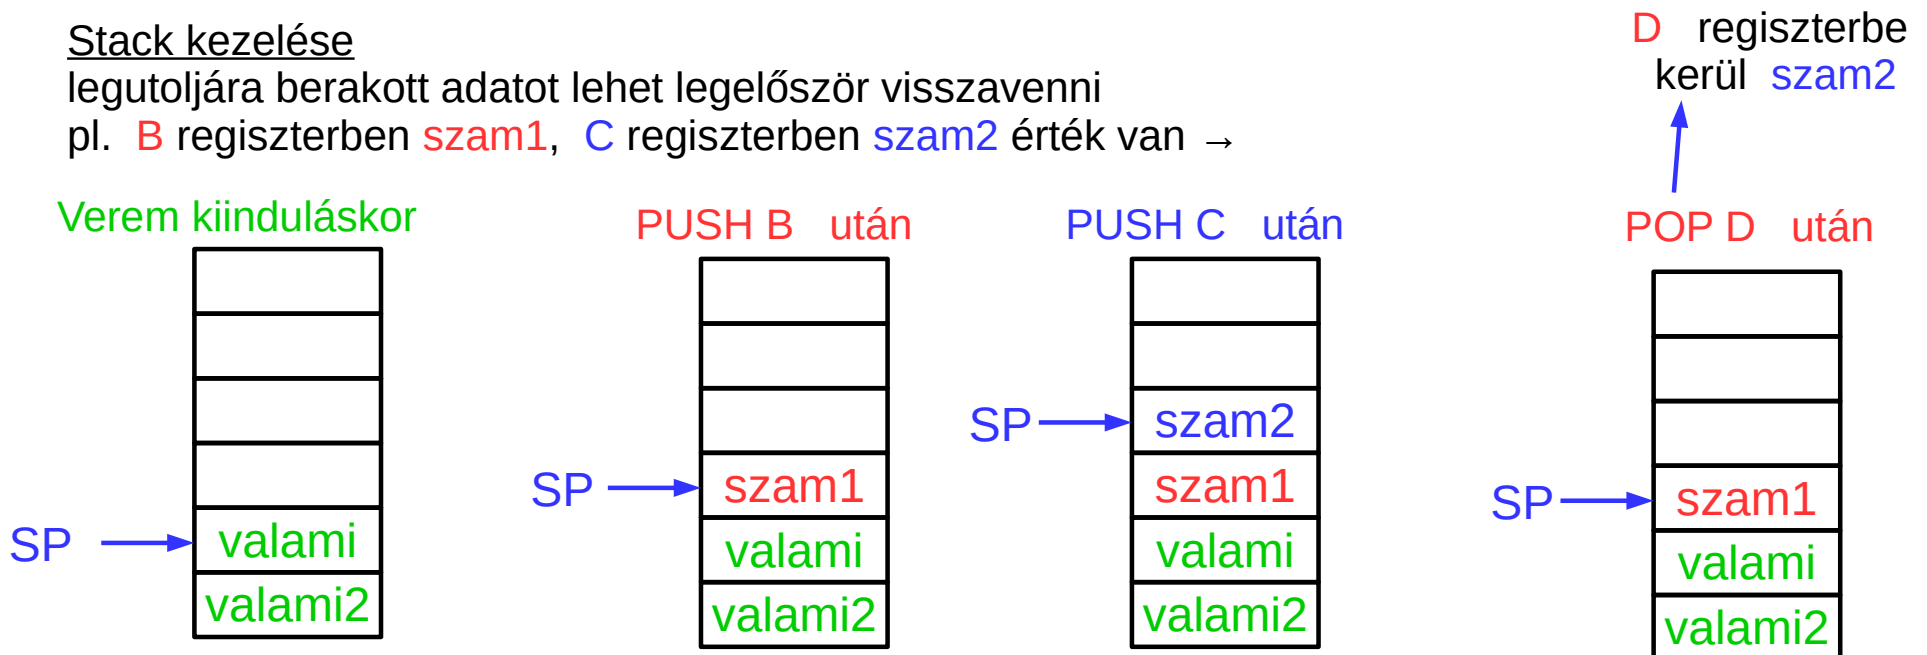 Stack kezelése
legutoljára berakott adatot lehet legelőször visszavenni
pl. B regiszterben szam1, C regiszterben szam2 érték van →
D regiszterbe
kerül szam2
Verem kiinduláskor
SP
valami
valami2
PUSH B után
SP
szam1
valami
valami2
PUSH C után
SP
szam2
szam1
valami
valami2
POP D után
SP
szam1
valami
valami2